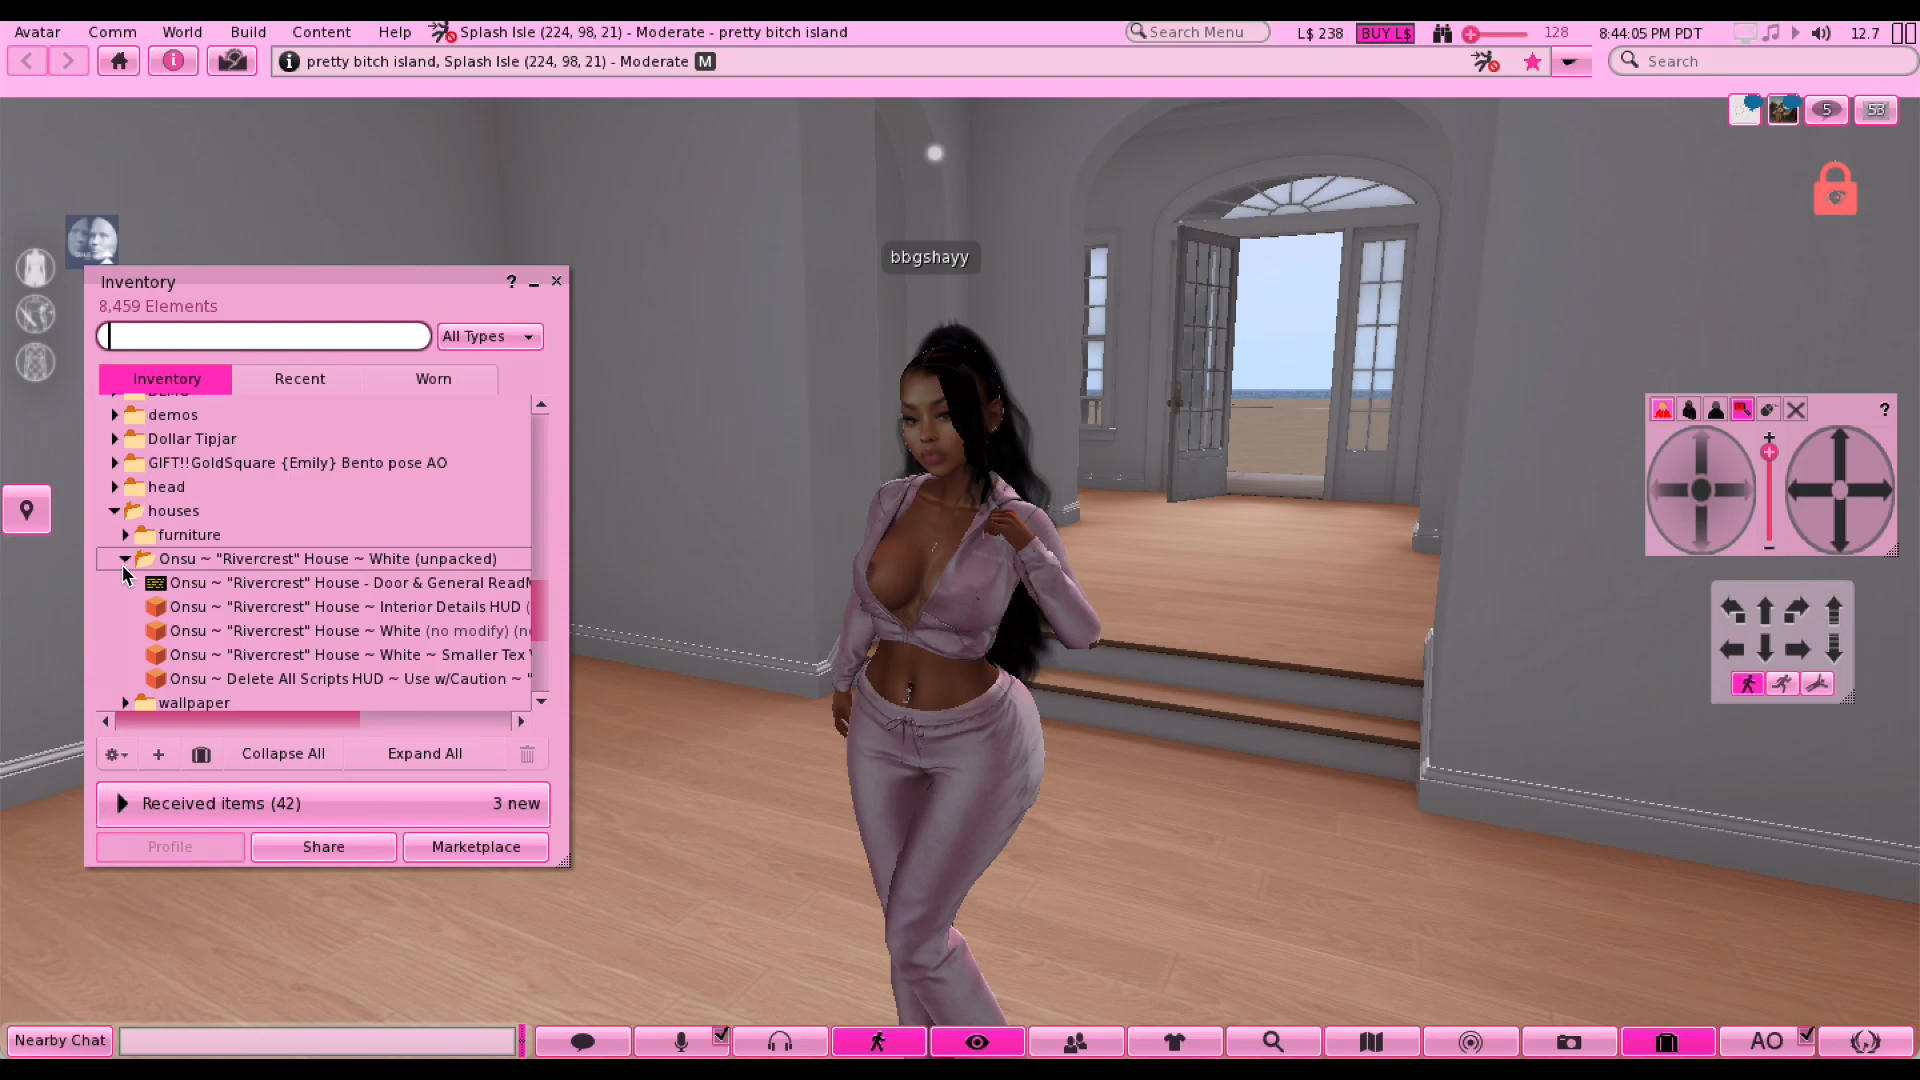 Avatar Comm World Build Content Help Splash Isle (224, 98, 21) - Moderate - pretty bitch island Search Menu L$ 238 BUY L$ 128 8:44:05 PM PDT 12.7
pretty bitch island, Splash Isle (224, 98, 21) - Moderate M Search
5 53
bbgshayy
Inventory ?
8,459 Elements
All Types
Inventory Recent Worn
DEMO
demos
Dollar Tipjar
GIFT!!GoldSquare {Emily} Bento pose AO
head
houses
furniture
Onsu ~ "Rivercrest" House ~ White (unpacked)
Onsu ~ "Rivercrest" House - Door & General Read
Onsu ~ "Rivercrest" House ~ Interior Details HUD (
Onsu ~ "Rivercrest" House ~ White (no modify) (n
Onsu ~ "Rivercrest" House ~ White ~ Smaller Tex
Onsu ~ Delete All Scripts HUD ~ Use w/Caution ~ "
wallpaper
Collapse All Expand All
Received items (42) 3 new
Profile Share Marketplace
?
Nearby Chat AO